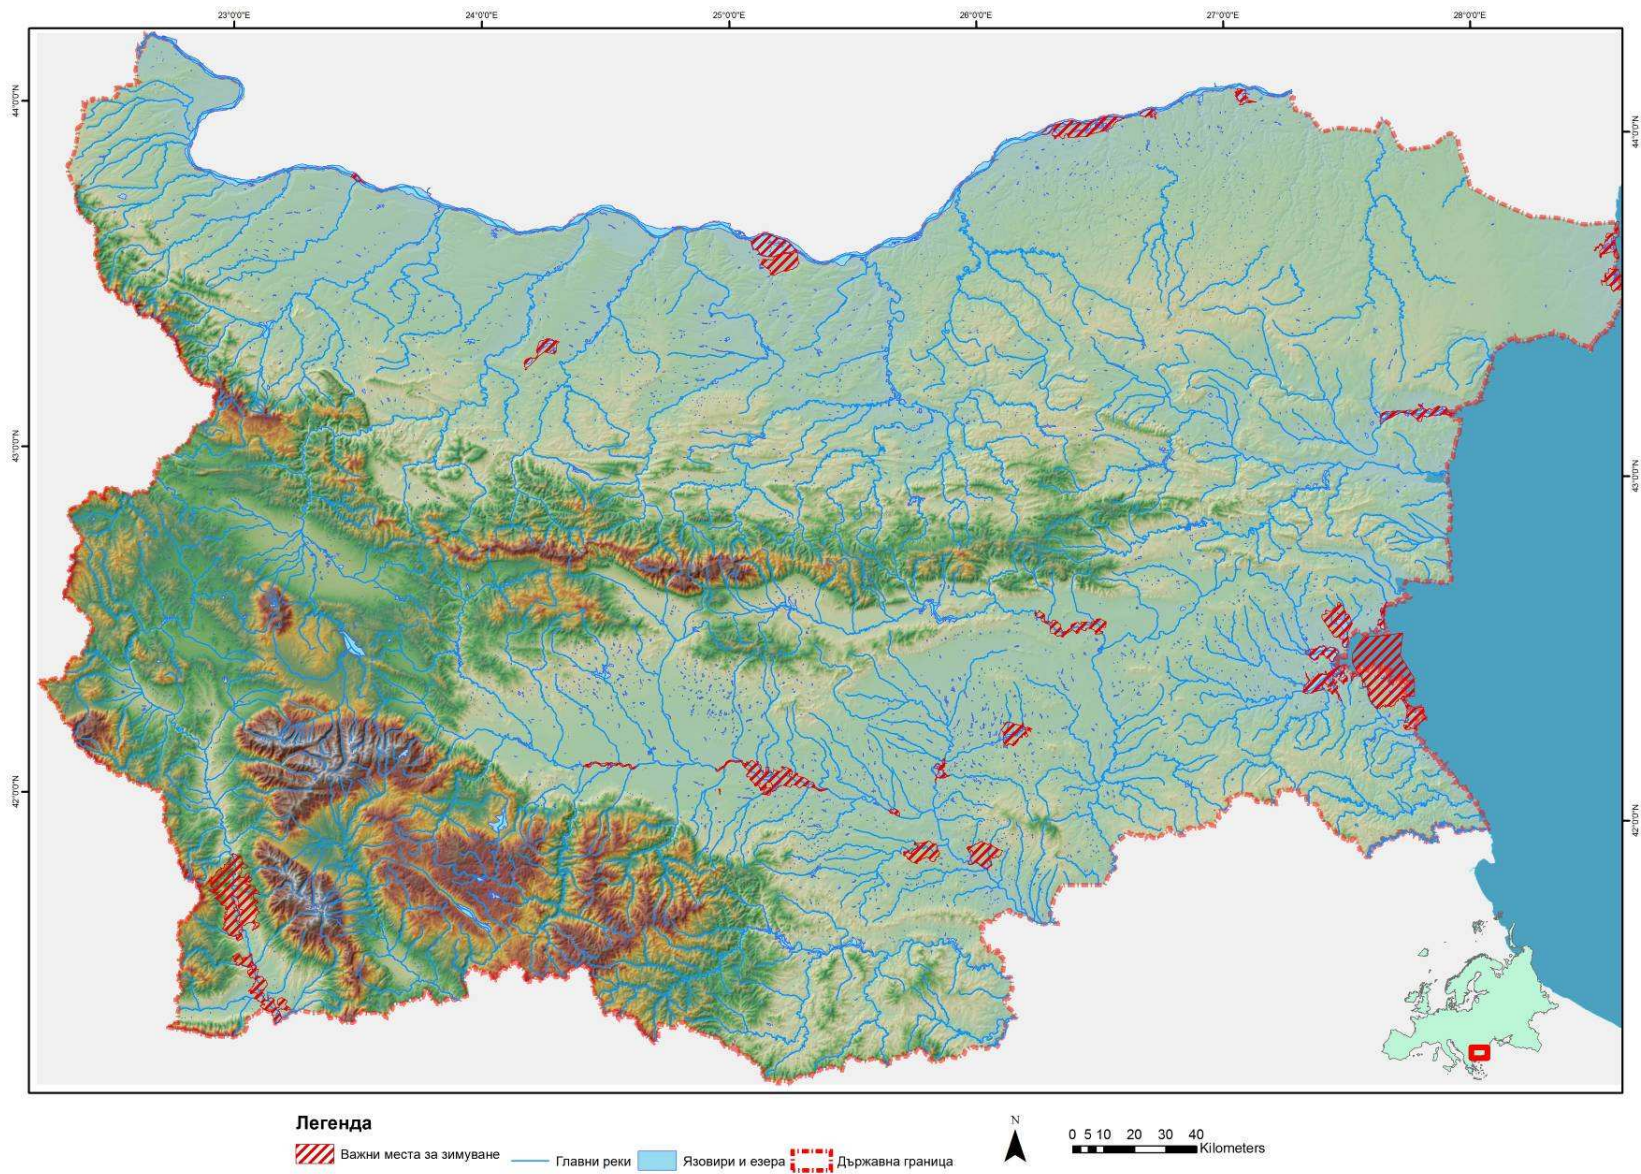 23°0'0"E 24°0'0"E 25°0'0"E 26°0'0"E 27°0'0"E 28°0'0"E
44°0'0"N
44°0'0"N
43°0'0"N
43°0'0"N
42°0'0"N
42°0'0"N
Легенда
Важни места за зимуване
Главни реки
Язовири и езера
Държавна граница
N
0 5 10 20 30 40
Kilometers